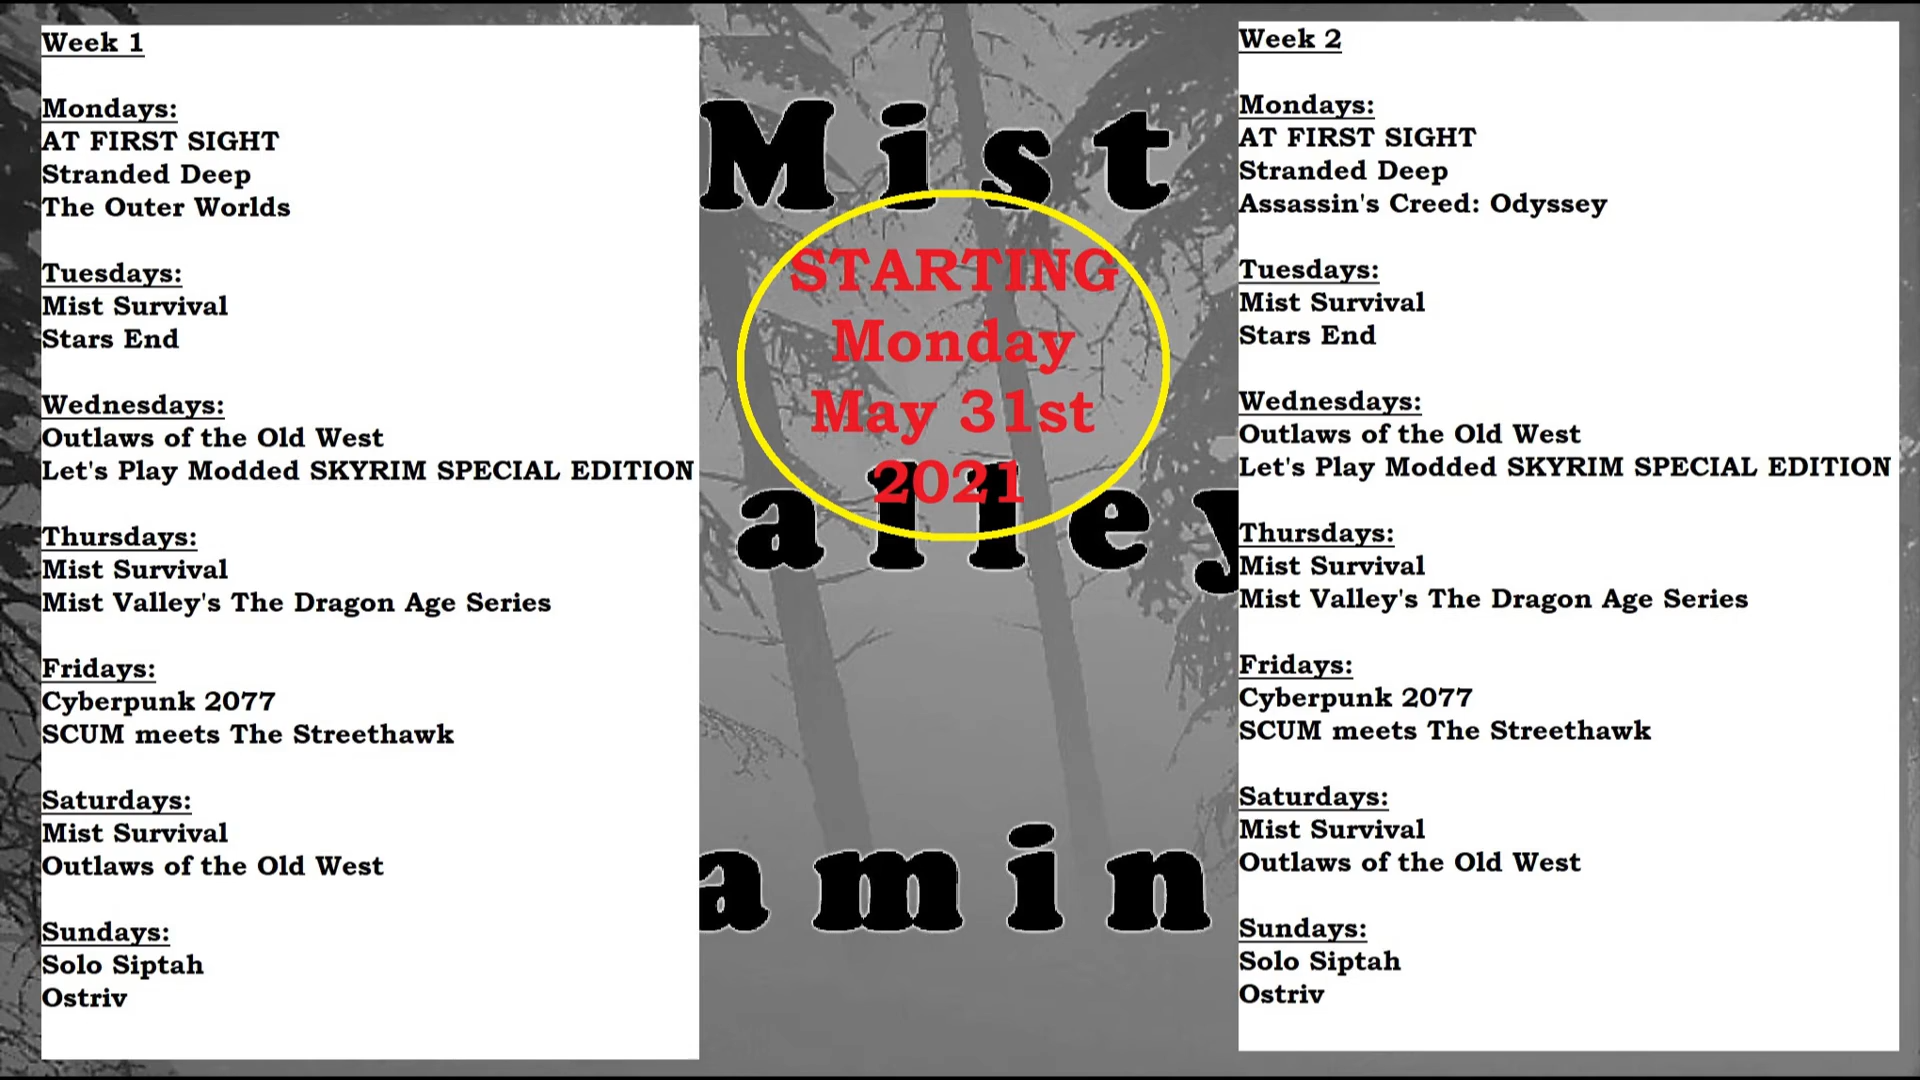 Week 1
Mondays:
AT FIRST SIGHT
Stranded Deep
The Outer Worlds
Tuesdays:
Mist Survival
Stars End
Wednesdays:
Outlaws of the Old West
Let's Play Modded SKYRIM SPECIAL EDITION
Thursdays:
Mist Survival
Mist Valley's The Dragon Age Series
Fridays:
Cyberpunk 2077
SCUM meets The Streethawk
Saturdays:
Mist Survival
Outlaws of the Old West
Sundays:
Solo Siptah
Ostriv
Mist
STARTING
Monday
May 31st
2021
alley
amin
Week 2
Mondays:
AT FIRST SIGHT
Stranded Deep
Assassin's Creed: Odyssey
Tuesdays:
Mist Survival
Stars End
Wednesdays:
Outlaws of the Old West
Let's Play Modded SKYRIM SPECIAL EDITION
Thursdays:
Mist Survival
Mist Valley's The Dragon Age Series
Fridays:
Cyberpunk 2077
SCUM meets The Streethawk
Saturdays:
Mist Survival
Outlaws of the Old West
Sundays:
Solo Siptah
Ostriv